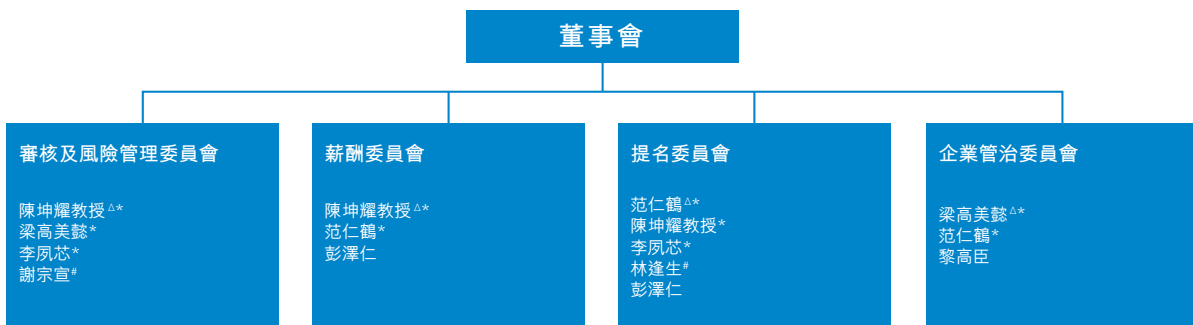 董事會
審核及風險管理委員會
陳坤耀教授△*
梁高美懿*
李夙芯*
謝宗宣#
薪酬委員會
陳坤耀教授△*
范仁鶴*
彭澤仁
提名委員會
范仁鶴△*
陳坤耀教授*
李夙芯*
林逢生#
彭澤仁
企業管治委員會
梁高美懿△*
范仁鶴*
黎高臣